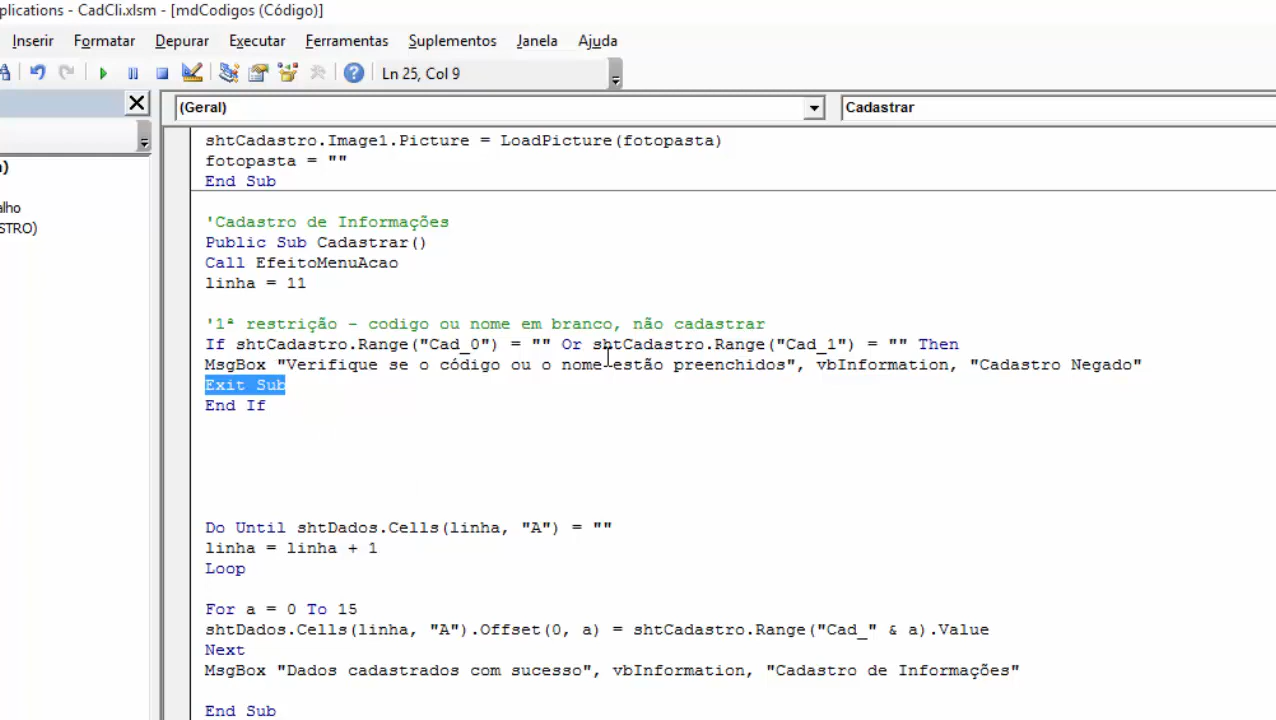 plications - CadCli.xlsm - [mdCodigos (Código)]
Inserir Formatar Depurar Executar Ferramentas Suplementos Janela Ajuda
Ln 25, Col 9
(Geral) Cadastrar
a)
alho
STRO)
shtCadastro.Image1.Picture = LoadPicture(fotopasta)
fotopasta = ""
End Sub
'Cadastro de Informações
Public Sub Cadastrar()
Call EfeitoMenuAcao
linha = 11
'1ª restrição - codigo ou nome em branco, não cadastrar
If shtCadastro.Range("Cad_0") = "" Or shtCadastro.Range("Cad_1") = "" Then
MsgBox "Verifique se o código ou o nome estão preenchidos", vbInformation, "Cadastro Negado"
Exit Sub
End If
Do Until shtDados.Cells(linha, "A") = ""
linha = linha + 1
Loop
For a = 0 To 15
shtDados.Cells(linha, "A").Offset(0, a) = shtCadastro.Range("Cad_" & a).Value
Next
MsgBox "Dados cadastrados com sucesso", vbInformation, "Cadastro de Informações"
End Sub